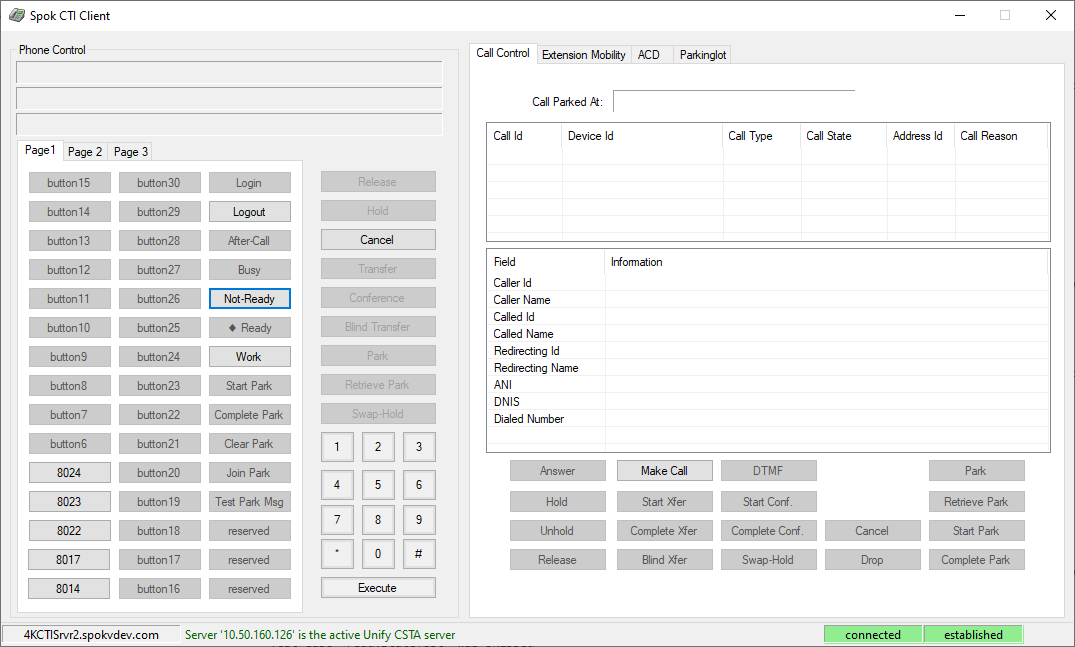 Spok CTI Client
Phone Control
Page1 Page 2 Page 3
button15 button30 Login
button14 button29 Logout
button13 button28 After-Call
button12 button27 Busy
button11 button26 Not-Ready
button10 button25 ♦ Ready
button9 button24 Work
button8 button23 Start Park
button7 button22 Complete Park
button6 button21 Clear Park
8024 button20 Join Park
8023 button19 Test Park Msg
8022 button18 reserved
8017 button17 reserved
8014 button16 reserved
Release
Hold
Cancel
Transfer
Conference
Blind Transfer
Park
Retrieve Park
Swap-Hold
1 2 3
4 5 6
7 8 9
* 0 #
Execute
Call Control Extension Mobility ACD Parkinglot
Call Parked At:
Call Id Device Id Call Type Call State Address Id Call Reason
Field Information
Caller Id
Caller Name
Called Id
Called Name
Redirecting Id
Redirecting Name
ANI
DNIS
Dialed Number
Answer Make Call DTMF Park
Hold Start Xfer Start Conf. Retrieve Park
Unhold Complete Xfer Complete Conf. Cancel Start Park
Release Blind Xfer Swap-Hold Drop Complete Park
4KCTISrvr2.spokvdev.com Server '10.50.160.126' is the active Unify CSTA server connected established